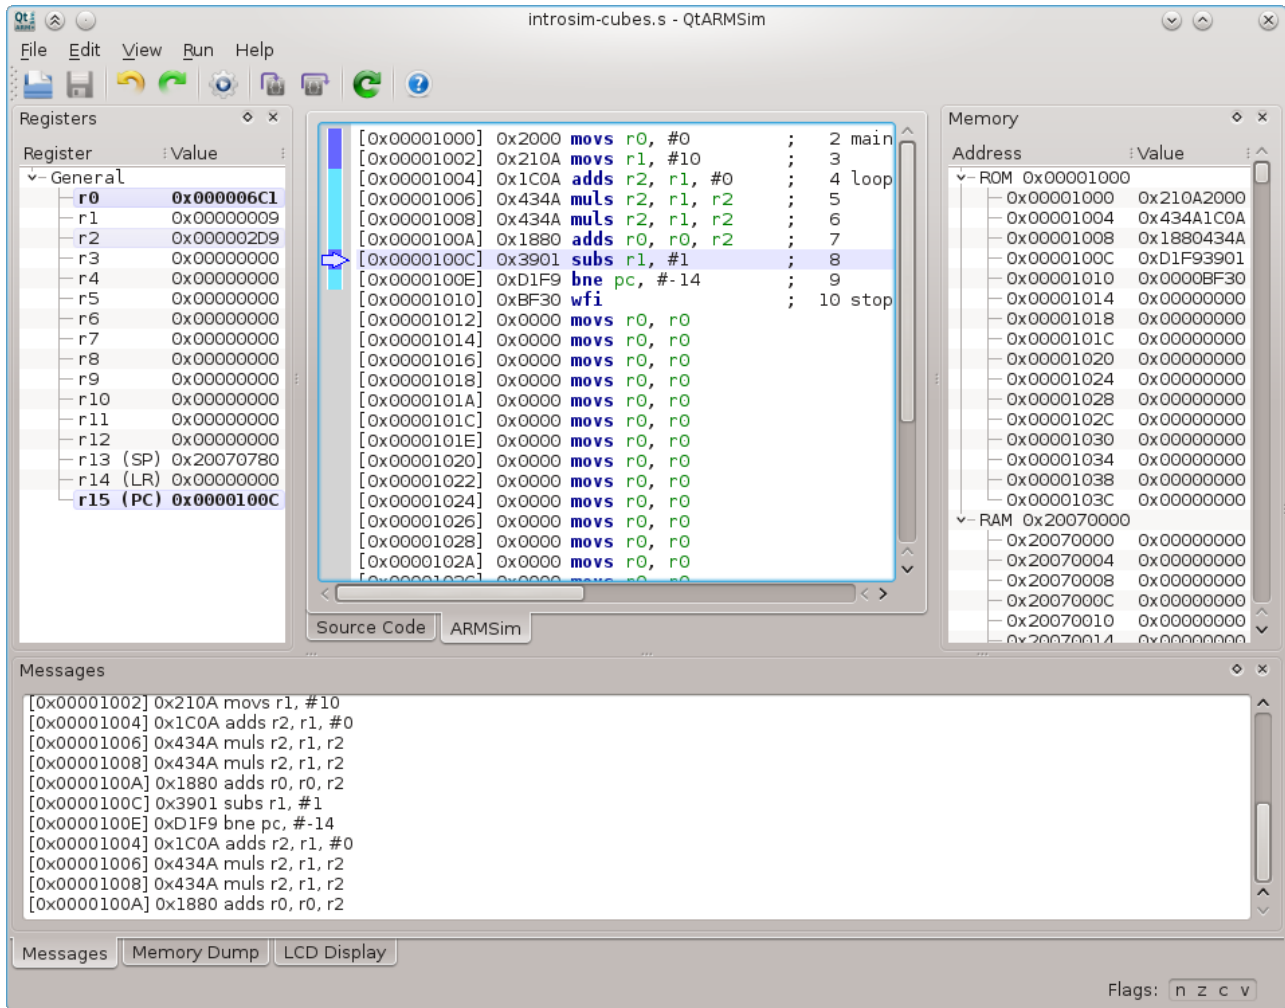 introsim-cubes.s - QtARMSim
File Edit View Run Help
Registers
Register Value
General
r0 0x000006C1
r1 0x00000009
r2 0x000002D9
r3 0x00000000
r4 0x00000000
r5 0x00000000
r6 0x00000000
r7 0x00000000
r8 0x00000000
r9 0x00000000
r10 0x00000000
r11 0x00000000
r12 0x00000000
r13 (SP) 0x20070780
r14 (LR) 0x00000000
r15 (PC) 0x0000100C
[0x00001000] 0x2000 movs r0, #0 ; 2 main
[0x00001002] 0x210A movs r1, #10 ; 3
[0x00001004] 0x1C0A adds r2, r1, #0 ; 4 loop
[0x00001006] 0x434A muls r2, r1, r2 ; 5
[0x00001008] 0x434A muls r2, r1, r2 ; 6
[0x0000100A] 0x1880 adds r0, r0, r2 ; 7
[0x0000100C] 0x3901 subs r1, #1 ; 8
[0x0000100E] 0xD1F9 bne pc, #-14 ; 9
[0x00001010] 0xBF30 wfi ; 10 stop
[0x00001012] 0x0000 movs r0, r0
[0x00001014] 0x0000 movs r0, r0
[0x00001016] 0x0000 movs r0, r0
[0x00001018] 0x0000 movs r0, r0
[0x0000101A] 0x0000 movs r0, r0
[0x0000101C] 0x0000 movs r0, r0
[0x0000101E] 0x0000 movs r0, r0
[0x00001020] 0x0000 movs r0, r0
[0x00001022] 0x0000 movs r0, r0
[0x00001024] 0x0000 movs r0, r0
[0x00001026] 0x0000 movs r0, r0
[0x00001028] 0x0000 movs r0, r0
[0x0000102A] 0x0000 movs r0, r0
[0x0000102C] 0x0000 movs r0, r0
Source Code ARMSim
Memory
Address Value
ROM 0x00001000
0x00001000 0x210A2000
0x00001004 0x434A1C0A
0x00001008 0x1880434A
0x0000100C 0xD1F93901
0x00001010 0x0000BF30
0x00001014 0x00000000
0x00001018 0x00000000
0x0000101C 0x00000000
0x00001020 0x00000000
0x00001024 0x00000000
0x00001028 0x00000000
0x0000102C 0x00000000
0x00001030 0x00000000
0x00001034 0x00000000
0x00001038 0x00000000
0x0000103C 0x00000000
RAM 0x20070000
0x20070000 0x00000000
0x20070004 0x00000000
0x20070008 0x00000000
0x2007000C 0x00000000
0x20070010 0x00000000
0x20070014 0x00000000
Messages
[0x00001002] 0x210A movs r1, #10
[0x00001004] 0x1C0A adds r2, r1, #0
[0x00001006] 0x434A muls r2, r1, r2
[0x00001008] 0x434A muls r2, r1, r2
[0x0000100A] 0x1880 adds r0, r0, r2
[0x0000100C] 0x3901 subs r1, #1
[0x0000100E] 0xD1F9 bne pc, #-14
[0x00001004] 0x1C0A adds r2, r1, #0
[0x00001006] 0x434A muls r2, r1, r2
[0x00001008] 0x434A muls r2, r1, r2
[0x0000100A] 0x1880 adds r0, r0, r2
Messages Memory Dump LCD Display
Flags: n z c v